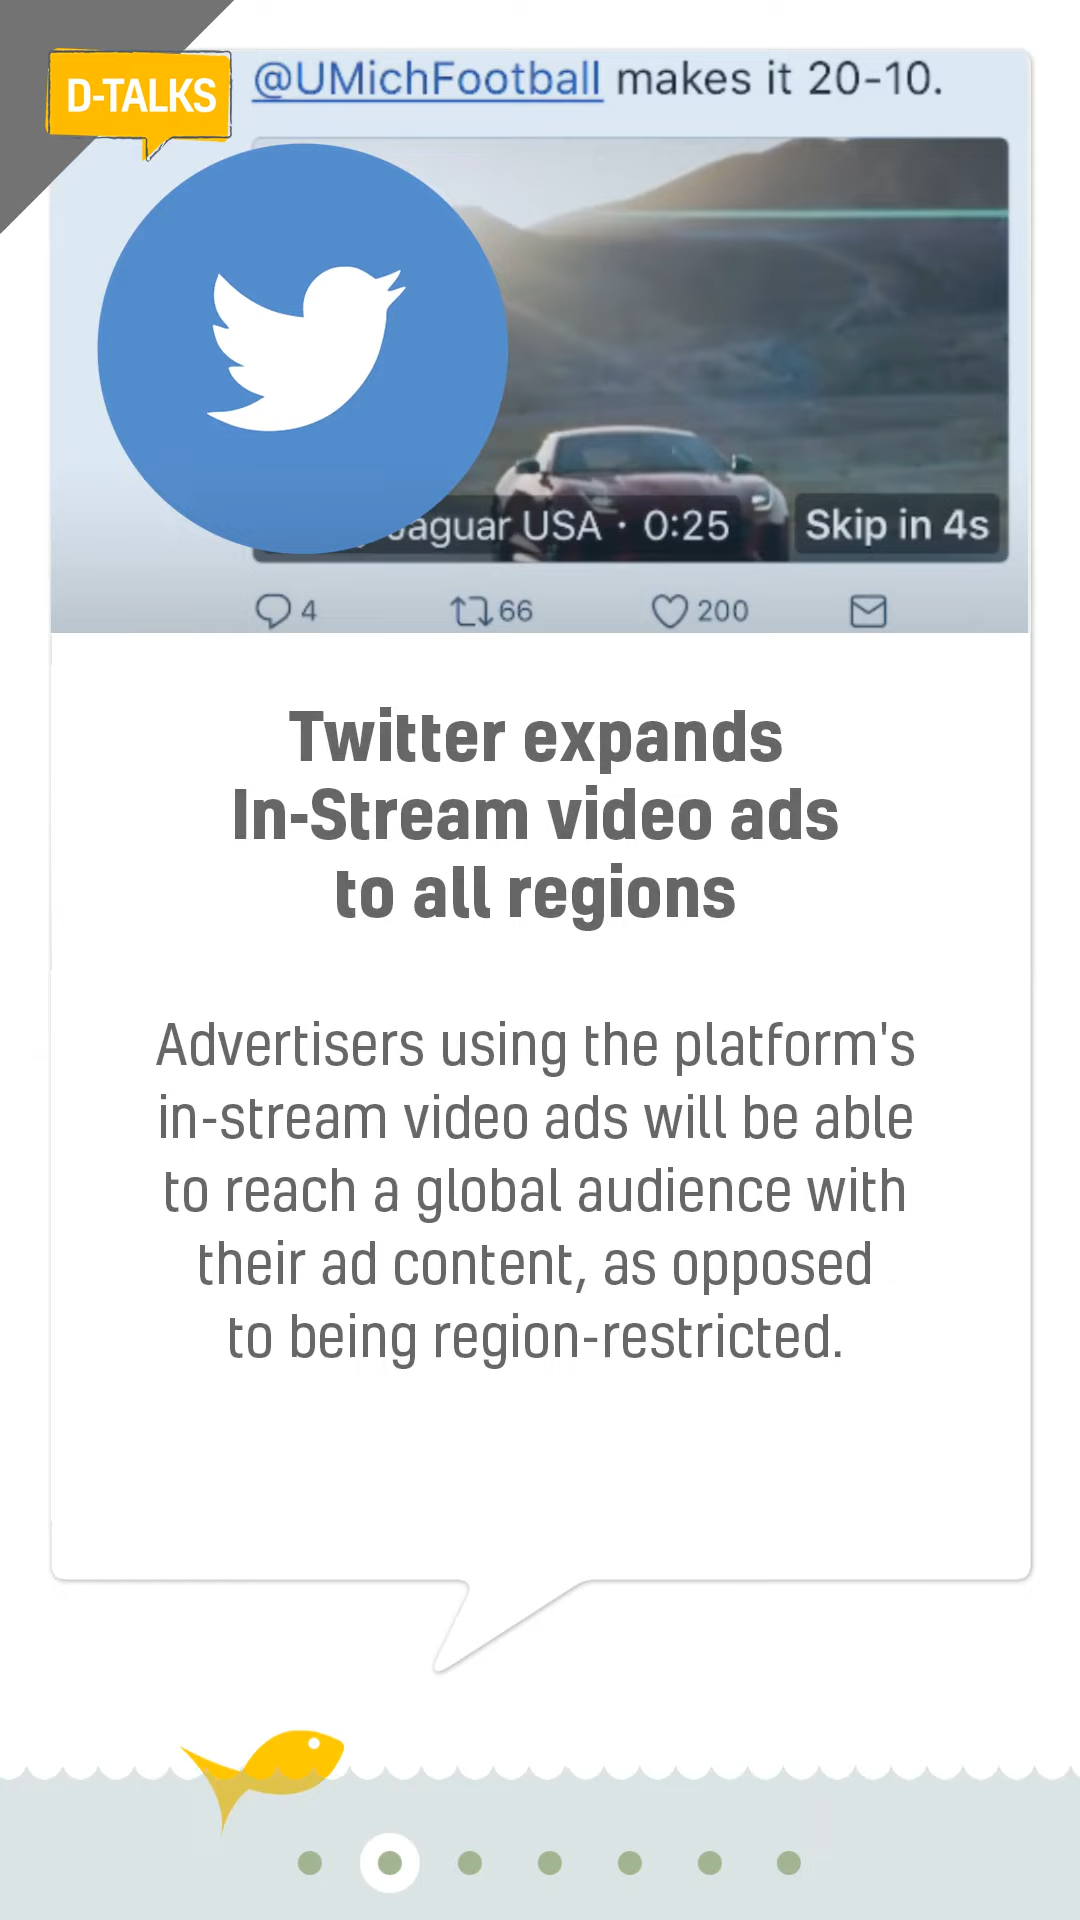 D-TALKS
@UMichFootball makes it 20-10.
Jaguar USA · 0:25
Skip in 4s
4
66
200
Twitter expands
In-Stream video ads
to all regions
Advertisers using the platform's
in-stream video ads will be able
to reach a global audience with
their ad content, as opposed
to being region-restricted.